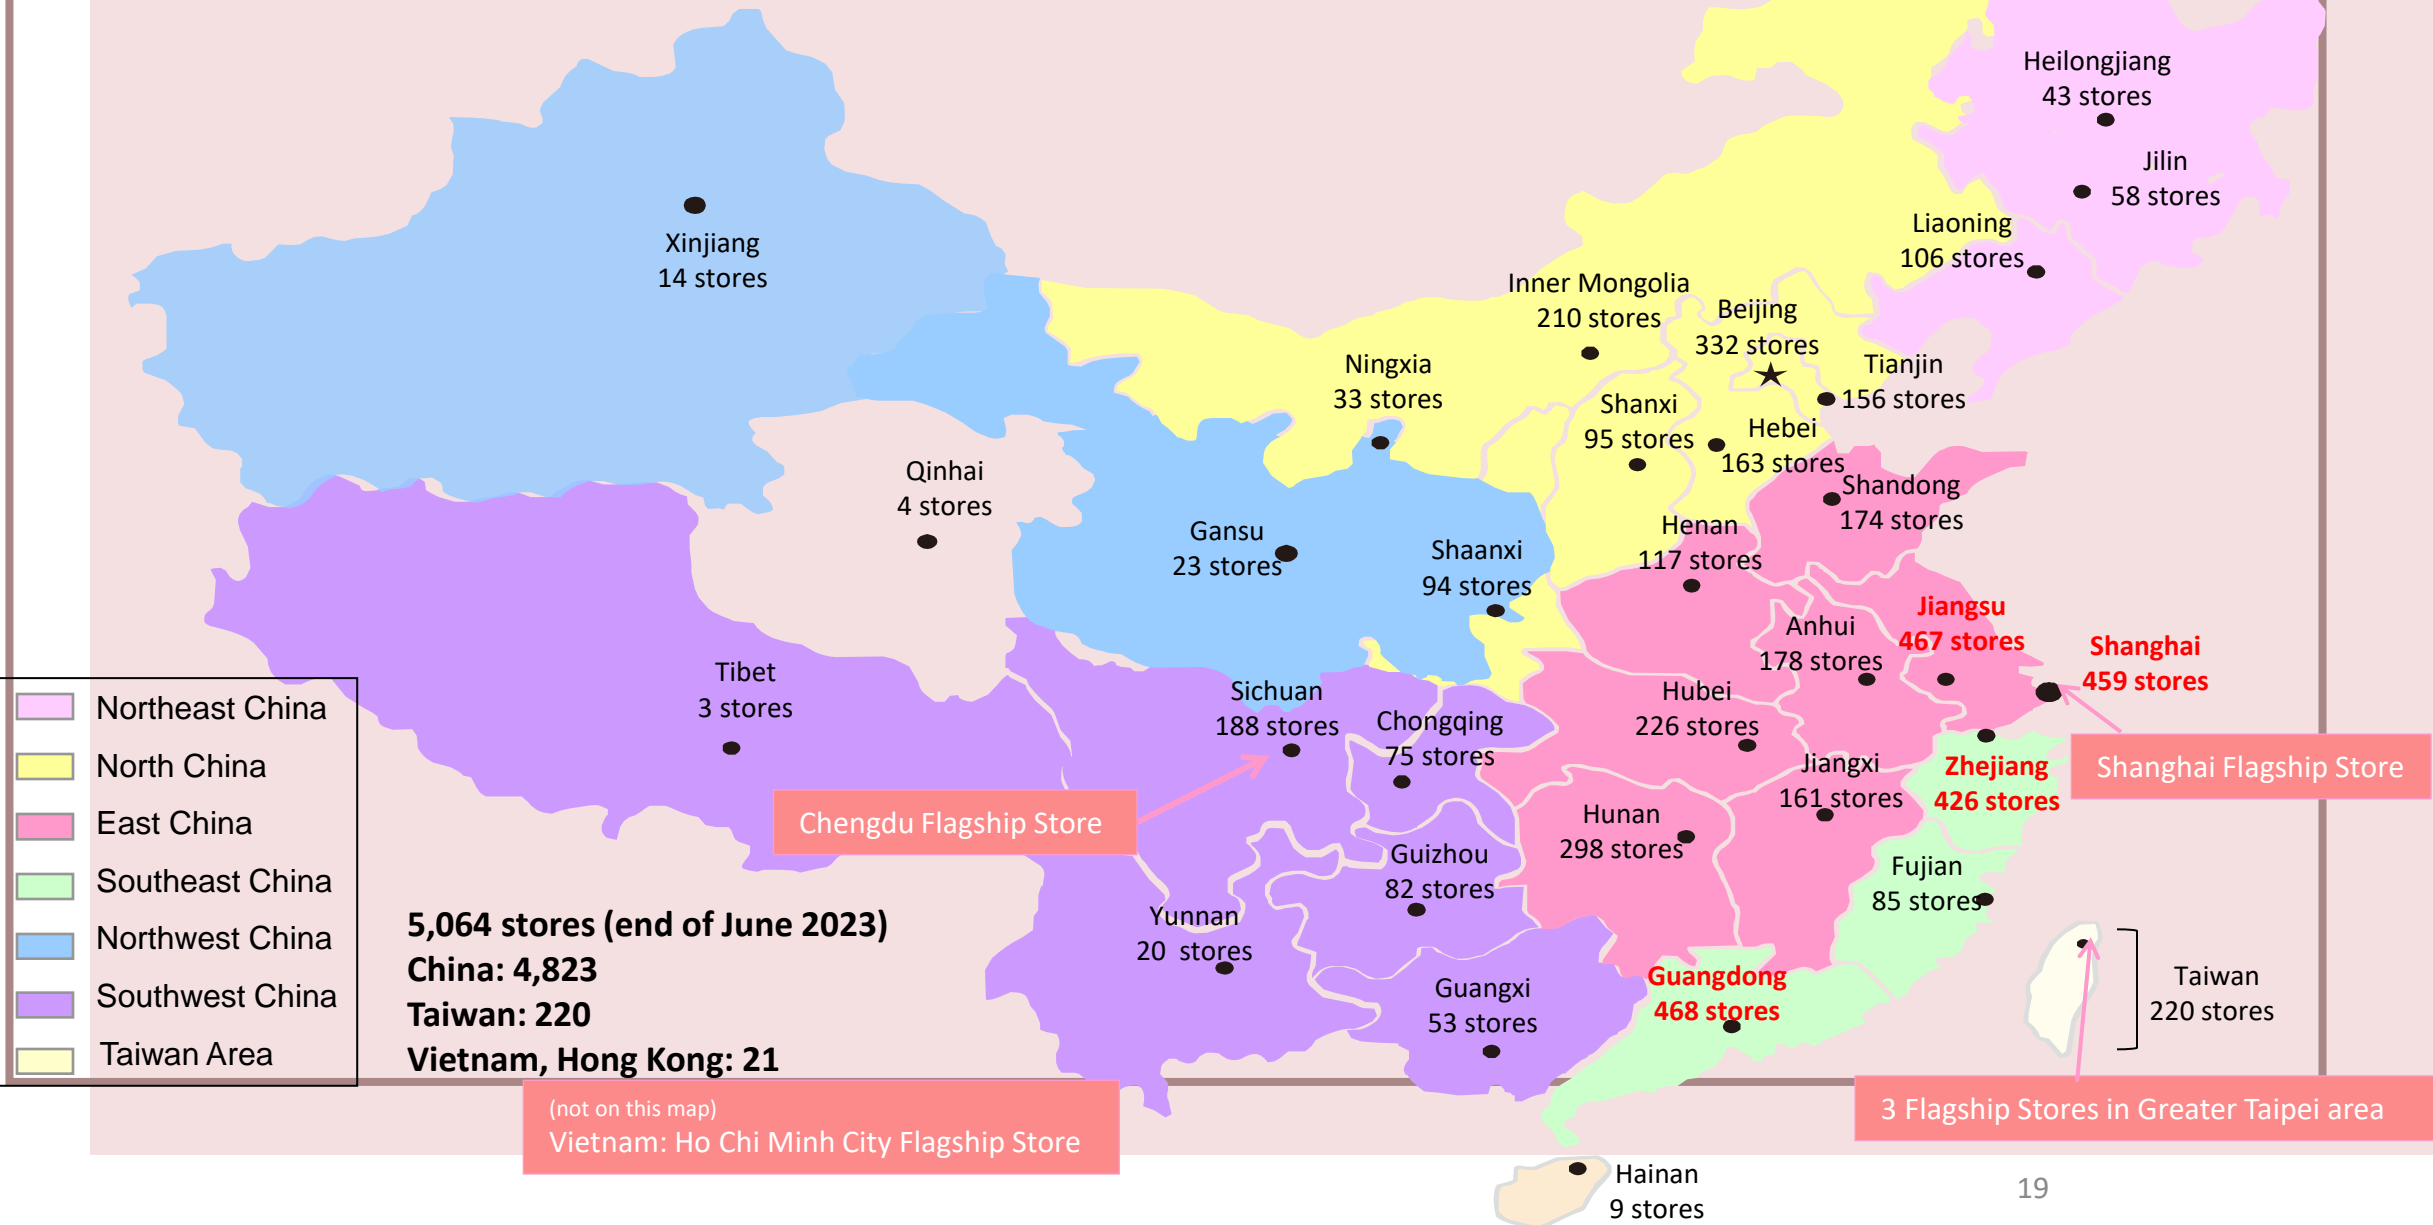 Heilongjiang
43 stores
Jilin
58 stores
Liaoning
106 stores
Xinjiang
14 stores
Inner Mongolia
210 stores
Beijing
332 stores
Tianjin
156 stores
Ningxia
33 stores
Shanxi
95 stores
Hebei
163 stores
Qinhai
4 stores
Shandong
174 stores
Gansu
23 stores
Shaanxi
94 stores
Henan
117 stores
Jiangsu
467 stores
Anhui
178 stores
Shanghai
459 stores
Tibet
3 stores
Sichuan
188 stores
Chongqing
75 stores
Hubei
226 stores
Jiangxi
161 stores
Zhejiang
426 stores
Shanghai Flagship Store
Chengdu Flagship Store
Hunan
298 stores
Guizhou
82 stores
Fujian
85 stores
Yunnan
20 stores
Guangxi
53 stores
Guangdong
468 stores
Taiwan
220 stores
Northeast China
North China
East China
Southeast China
Northwest China
Southwest China
Taiwan Area
5,064 stores (end of June 2023)
China: 4,823
Taiwan: 220
Vietnam, Hong Kong: 21
(not on this map)
Vietnam: Ho Chi Minh City Flagship Store
3 Flagship Stores in Greater Taipei area
Hainan
9 stores
19